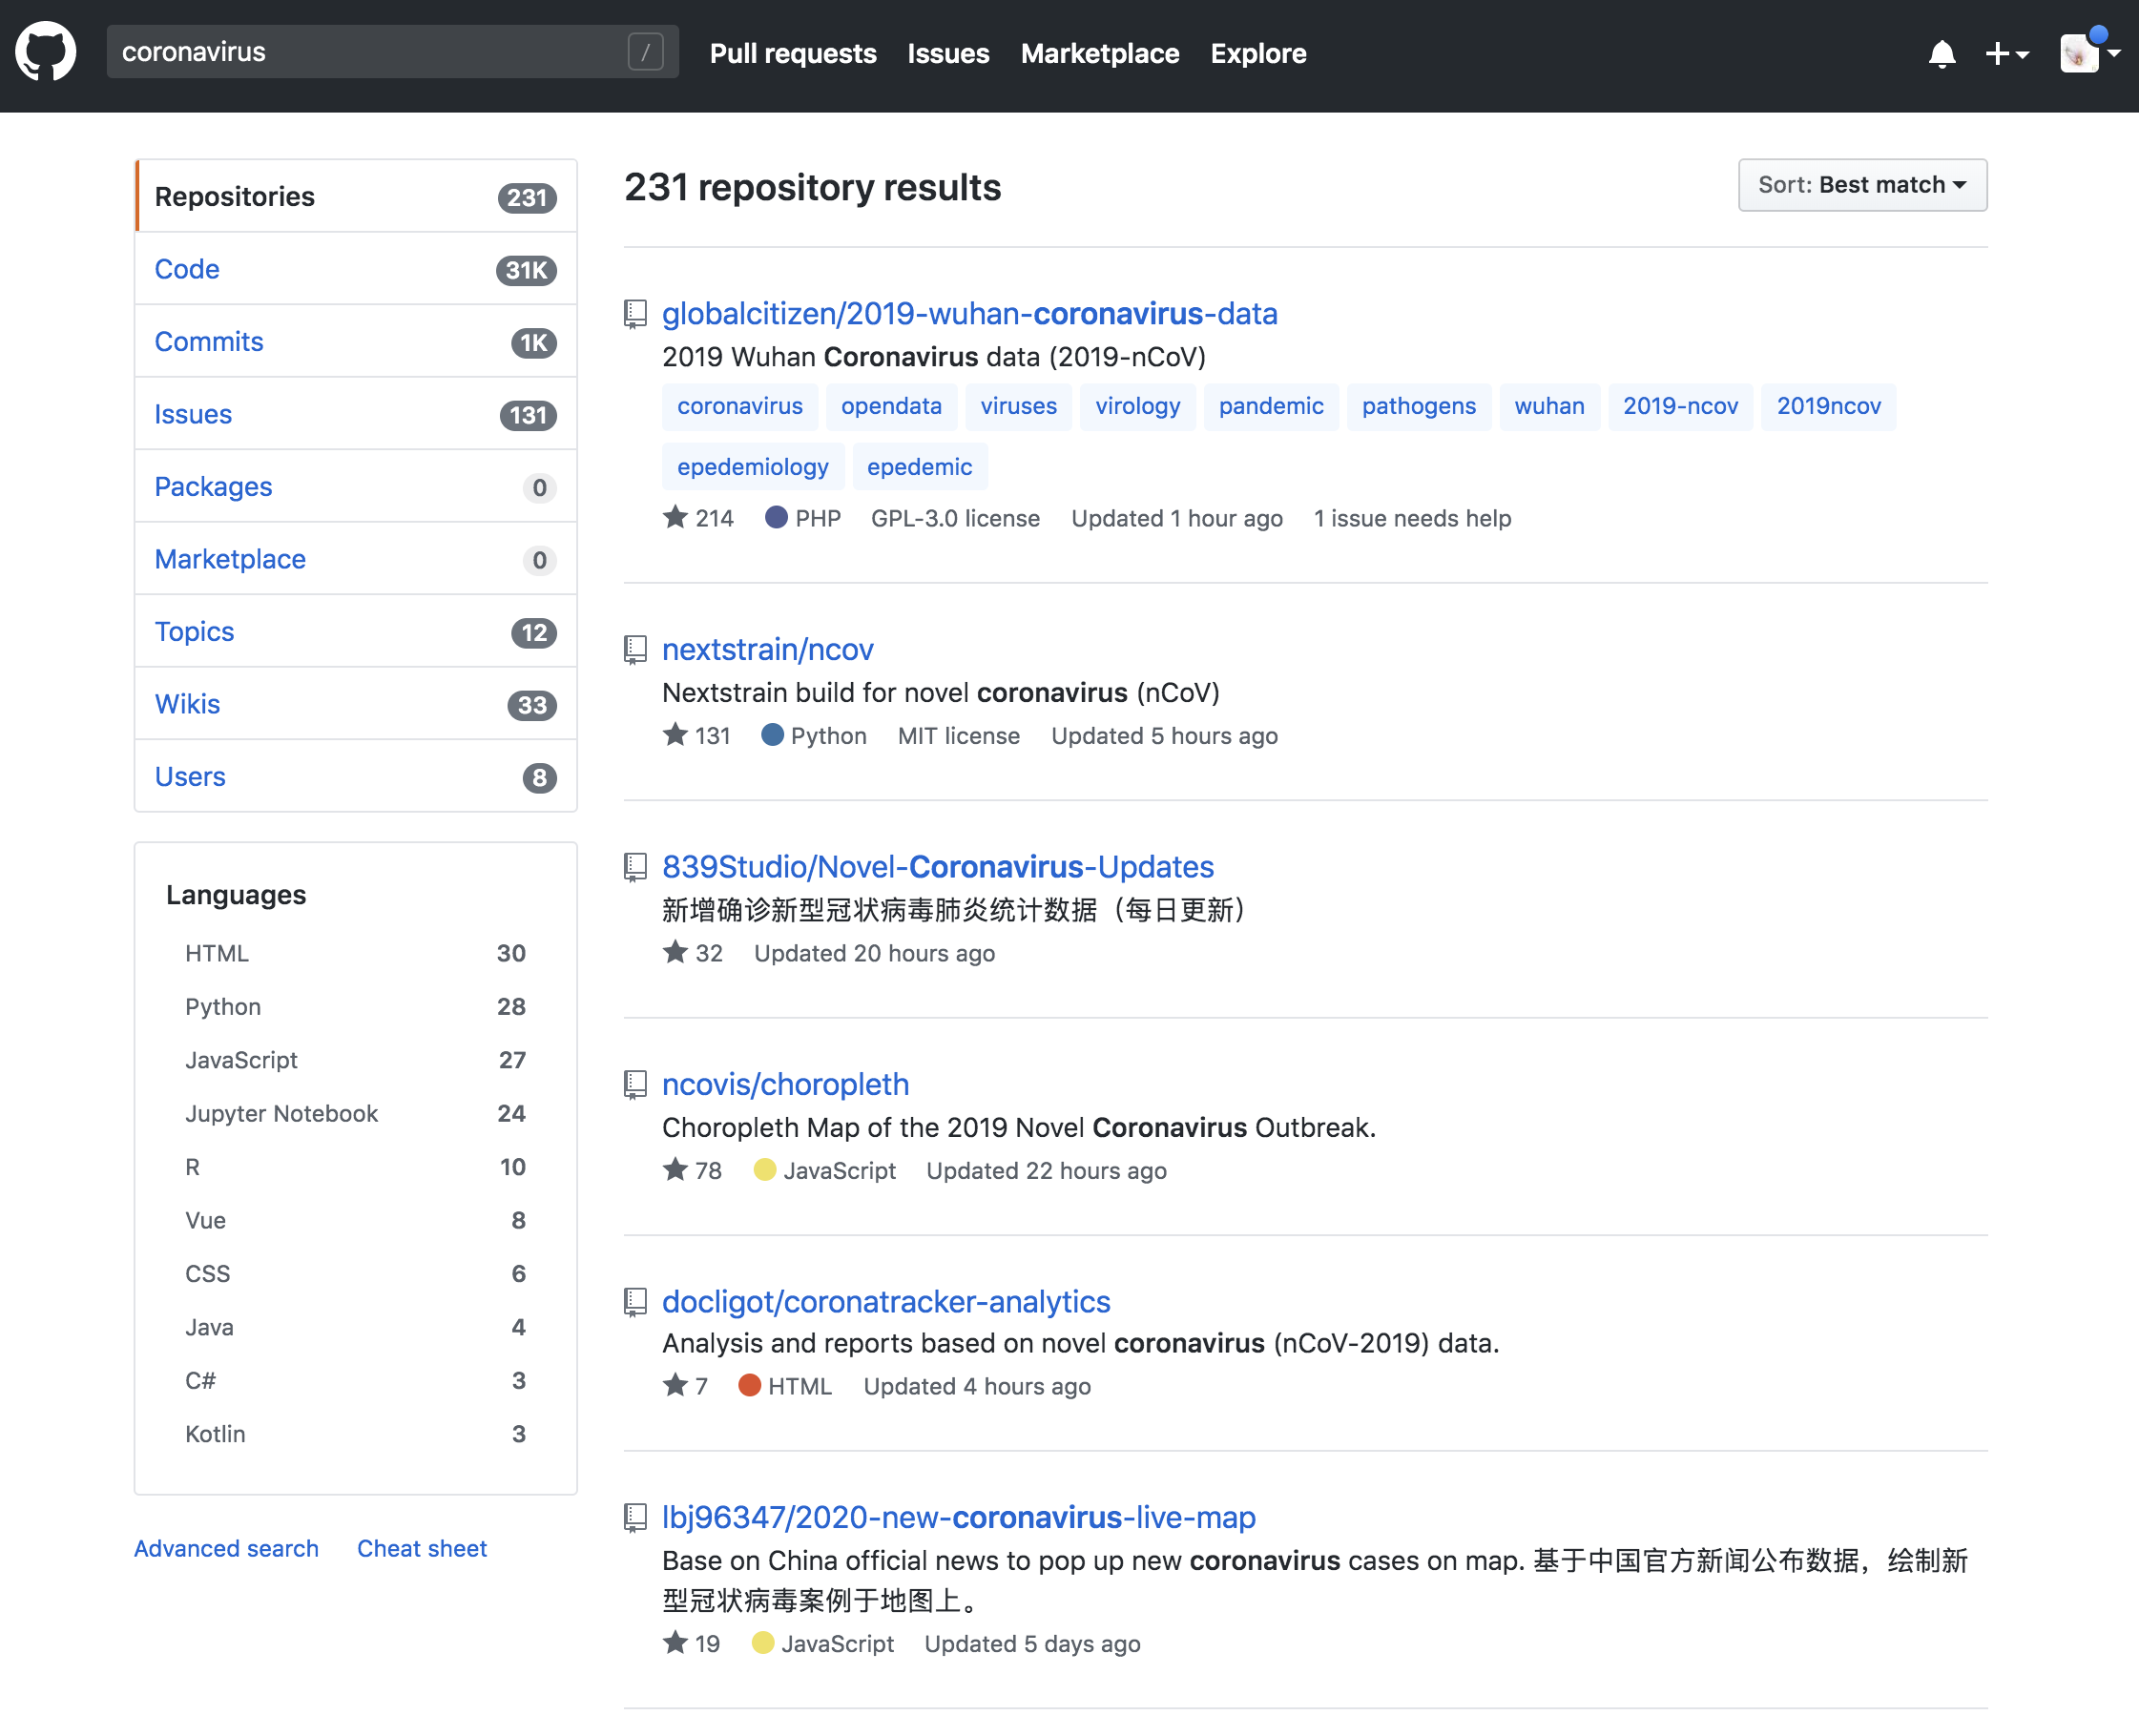 coronavirus / Pull requests Issues Marketplace Explore
Repositories 231
Code 31K
Commits 1K
Issues 131
Packages 0
Marketplace 0
Topics 12
Wikis 33
Users 8
Languages
HTML 30
Python 28
JavaScript 27
Jupyter Notebook 24
R 10
Vue 8
CSS 6
Java 4
C# 3
Kotlin 3
Advanced search Cheat sheet
231 repository results
Sort: Best match
globalcitizen/2019-wuhan-coronavirus-data
2019 Wuhan Coronavirus data (2019-nCoV)
coronavirus opendata viruses virology pandemic pathogens wuhan 2019-ncov 2019ncov
epedemiology epedemic
214 PHP GPL-3.0 license Updated 1 hour ago 1 issue needs help
nextstrain/ncov
Nextstrain build for novel coronavirus (nCoV)
131 Python MIT license Updated 5 hours ago
839Studio/Novel-Coronavirus-Updates
新增确诊新型冠状病毒肺炎统计数据（每日更新）
32 Updated 20 hours ago
ncovis/choropleth
Choropleth Map of the 2019 Novel Coronavirus Outbreak.
78 JavaScript Updated 22 hours ago
docligot/coronatracker-analytics
Analysis and reports based on novel coronavirus (nCoV-2019) data.
7 HTML Updated 4 hours ago
lbj96347/2020-new-coronavirus-live-map
Base on China official news to pop up new coronavirus cases on map. 基于中国官方新闻公布数据，绘制新
型冠状病毒案例于地图上。
19 JavaScript Updated 5 days ago